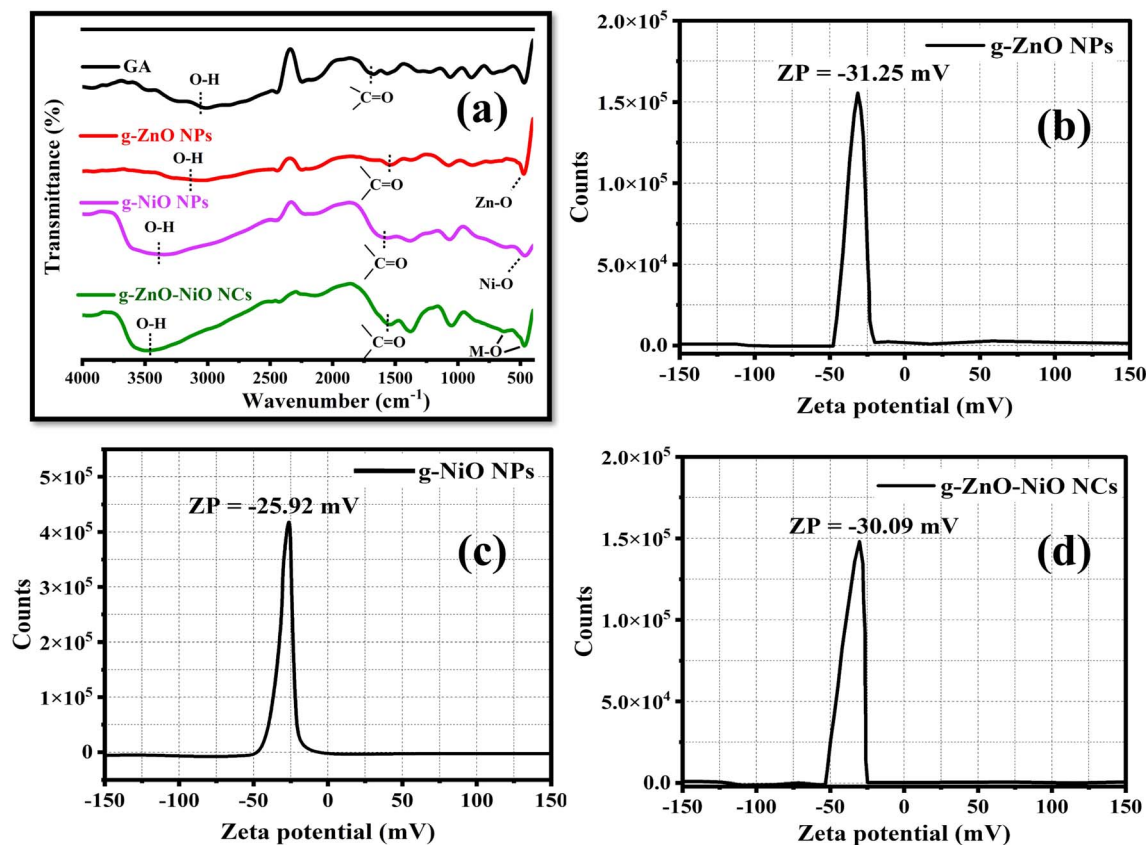 GA
O-H
C=O
(a)
g-ZnO NPs
O-H
C=O
Zn-O
g-NiO NPs
O-H
C=O
Ni-O
g-ZnO-NiO NCs
O-H
C=O
M-O
4000 3500 3000 2500 2000 1500 1000 500
Wavenumber (cm⁻¹)
Transmittance (%)
g-ZnO NPs
ZP = -31.25 mV
(b)
2.0×10⁵
1.5×10⁵
1.0×10⁵
5.0×10⁴
0.0
-150 -100 -50 0 50 100 150
Zeta potential (mV)
Counts
g-NiO NPs
ZP = -25.92 mV
(c)
5×10⁵
4×10⁵
3×10⁵
2×10⁵
1×10⁵
0
-150 -100 -50 0 50 100 150
Zeta potential (mV)
Counts
g-ZnO-NiO NCs
ZP = -30.09 mV
(d)
2.0×10⁵
1.5×10⁵
1.0×10⁵
5.0×10⁴
0.0
-150 -100 -50 0 50 100 150
Zeta potential (mV)
Counts